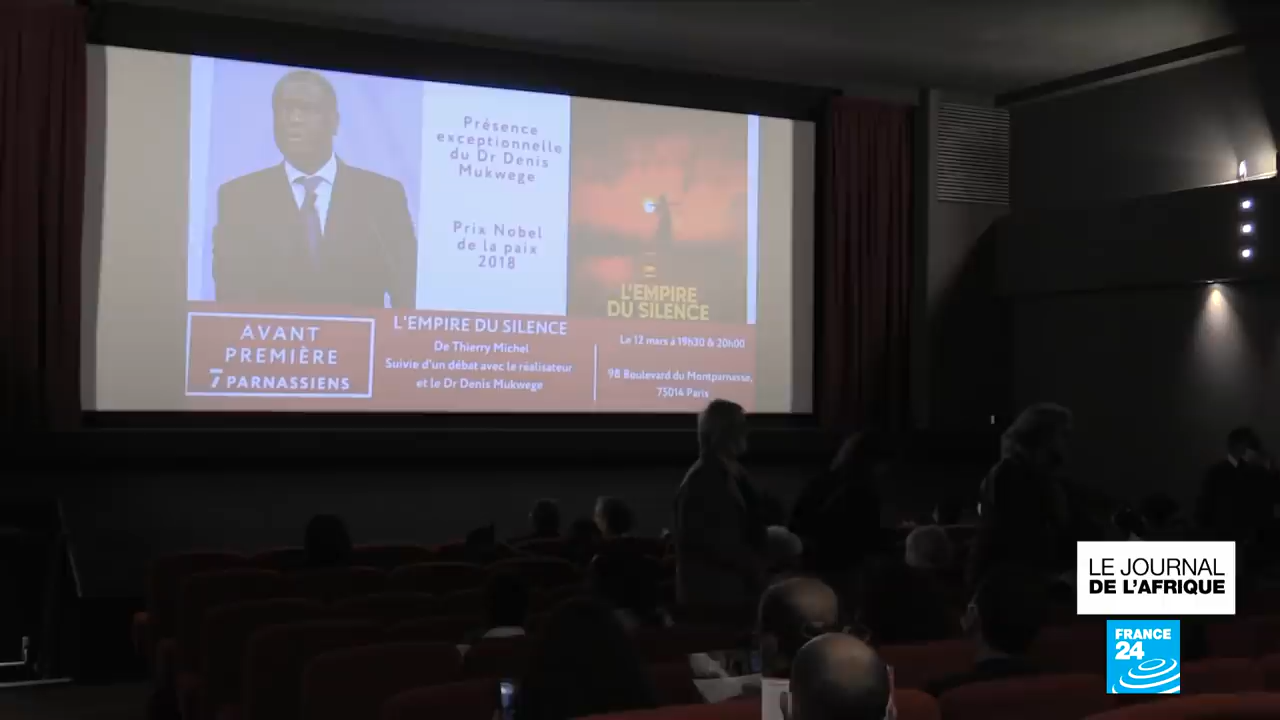 Présence
exceptionnelle
du Dr Denis
Mukwege
Prix Nobel
de la paix
2018
L'EMPIRE
DU SILENCE
AVANT
PREMIÈRE
7 PARNASSIENS
L'EMPIRE DU SILENCE
De Thierry Michel
Suivie d'un débat avec le réalisateur
et le Dr Denis Mukwege
Le 12 mars à 19h30 & 20h00
98 Boulevard du Montparnasse,
75014 Paris
LE JOURNAL
DE L'AFRIQUE
FRANCE
24